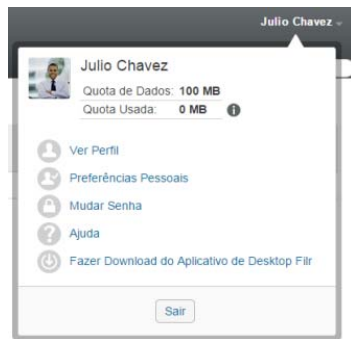 Julio Chavez
Julio Chavez
Quota de Dados: 100 MB
Quota Usada: 0 MB
Ver Perfil
Preferências Pessoais
Mudar Senha
Ajuda
Fazer Download do Aplicativo de Desktop Filr
Sair